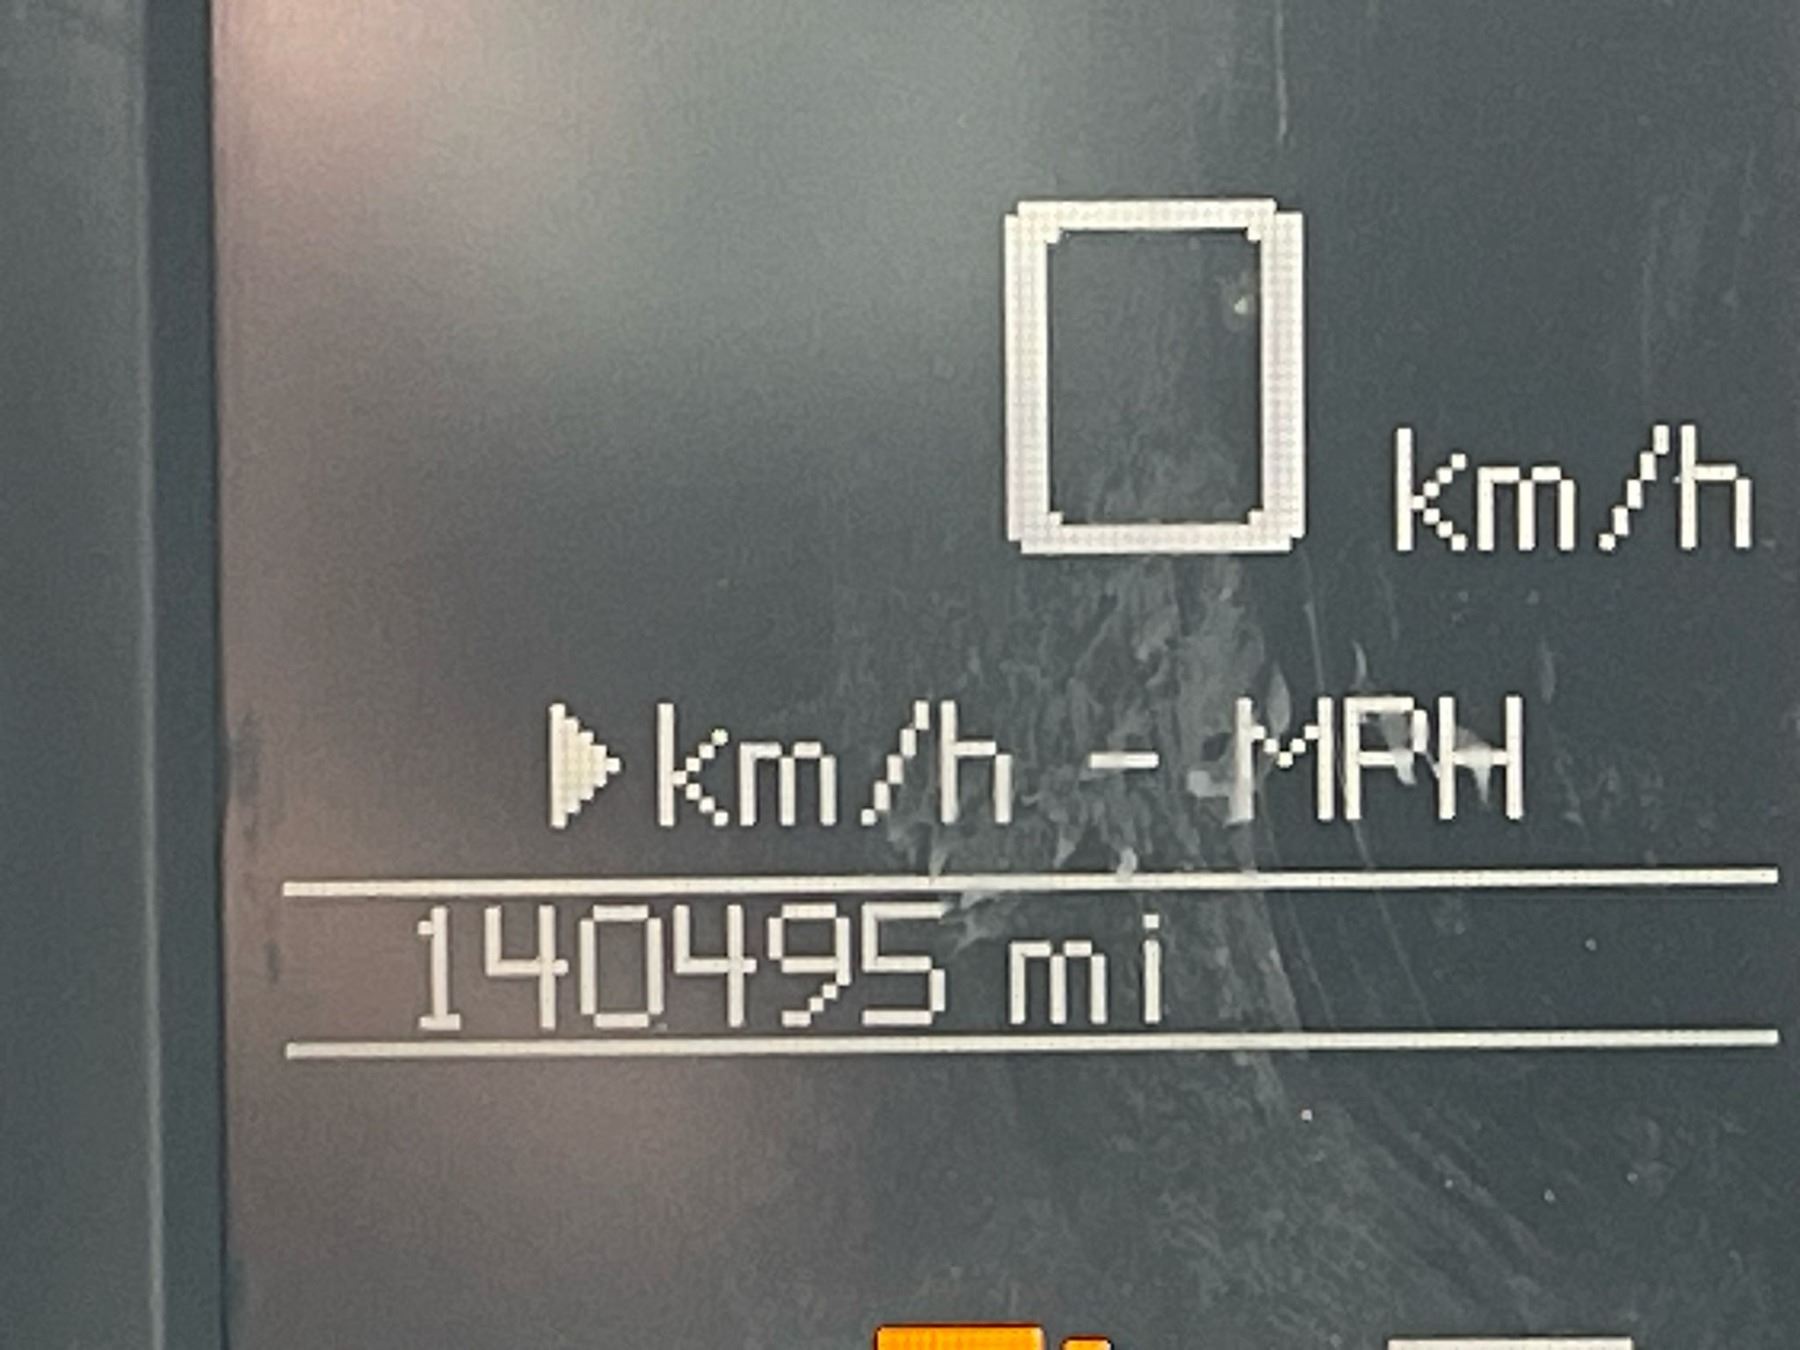 0 km/h
▶km/h - MPH
140495 mi